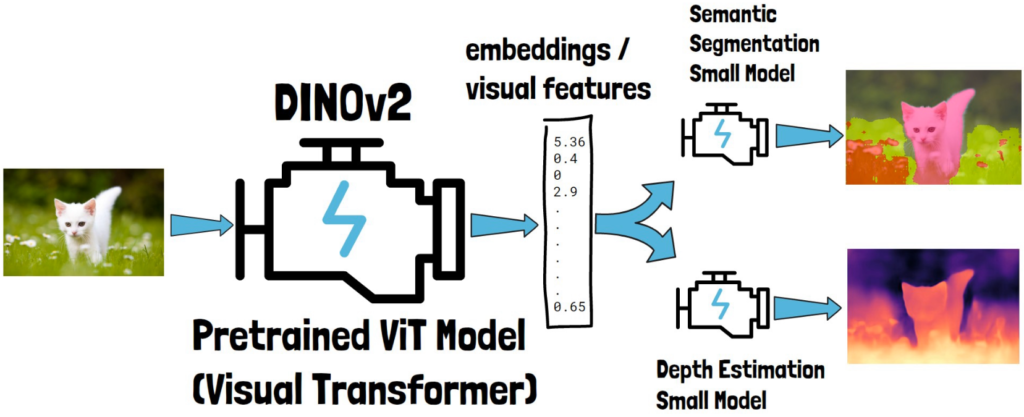 DINOv2
Pretrained ViT Model
(Visual Transformer)
embeddings /
visual features
5.36
0.4
0
2.9
.
.
.
.
.
.
0.65
Semantic
Segmentation
Small Model
Depth Estimation
Small Model